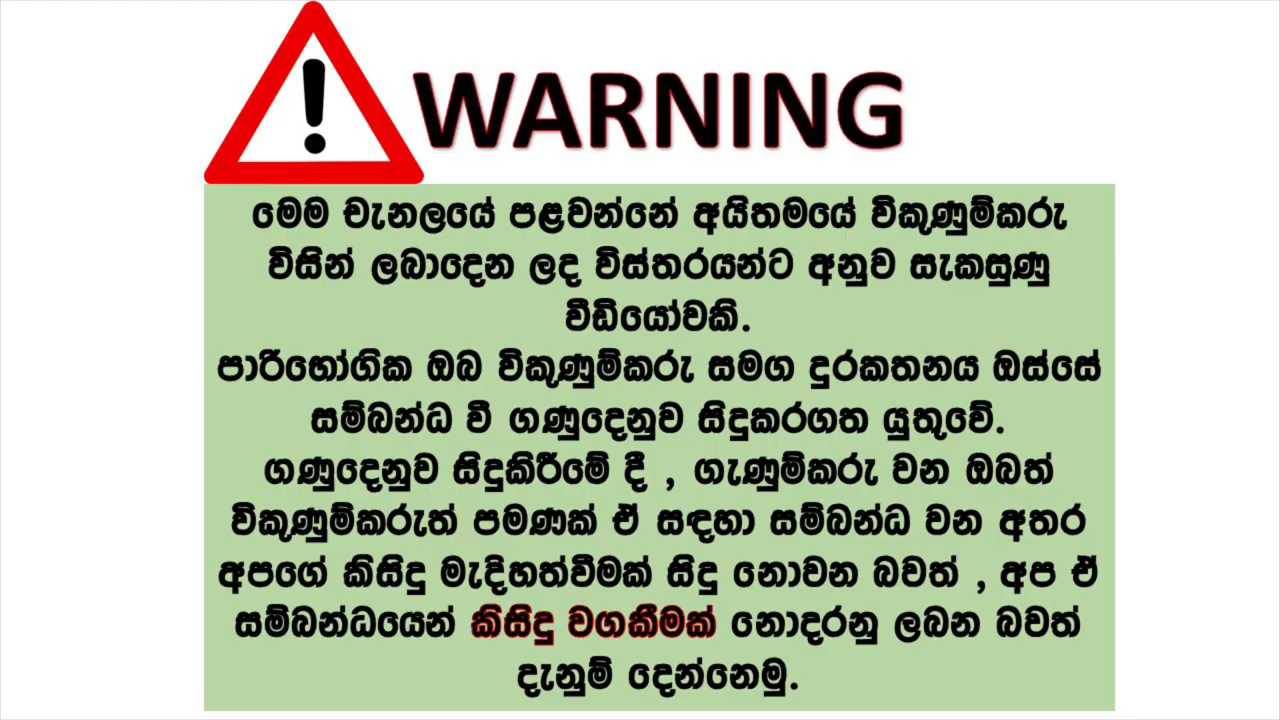 WARNING
මෙම චැනලයේ පළවන්නේ අයිතමයේ විකුණුම්කරු
විසින් ලබාදෙන ලද විස්තරයන්ට අනුව සැකසුණු
වීඩියෝවකි.
පාරිභෝගික ඔබ විකුණුම්කරු සමග දුරකතනය ඔස්සේ
සම්බන්ධ වී ගණුදෙනුව සිදුකරගත යුතුවේ.
ගණුදෙනුව සිදුකිරීමේ දී , ගැණුම්කරු වන ඔබත්
විකුණුම්කරුත් පමණක් ඒ සඳහා සම්බන්ධ වන අතර
අපගේ කිසිදු මැදිහත්වීමක් සිදු නොවන බවත් , අප ඒ
සම්බන්ධයෙන් කිසිදු වගකීමක් නොදරනු ලබන බවත්
දැනුම් දෙන්නෙමු.